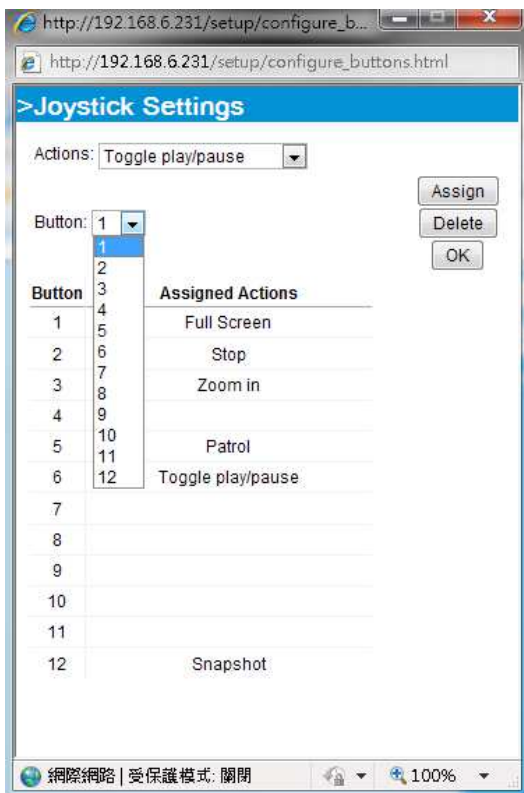 http://192.168.6.231/setup/configure_b...
http://192.168.6.231/setup/configure_buttons.html
>Joystick Settings
Actions: Toggle play/pause
Assign
Button: 1
Delete
OK
1
2
3
4
5
6
7
8
9
10
11
12
Button Assigned Actions
1 Full Screen
2 Stop
3 Zoom in
4
5 Patrol
6 Toggle play/pause
7
8
9
10
11
12 Snapshot
網際網路 | 受保護模式: 關閉 100%